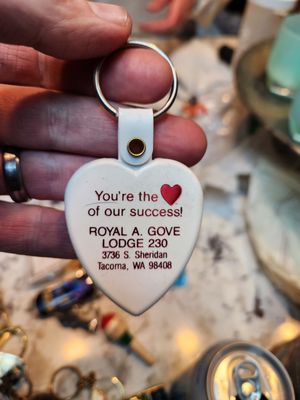 You're the
of our success!
ROYAL A. GOVE
LODGE 230
3736 S. Sheridan
Tacoma, WA 98408